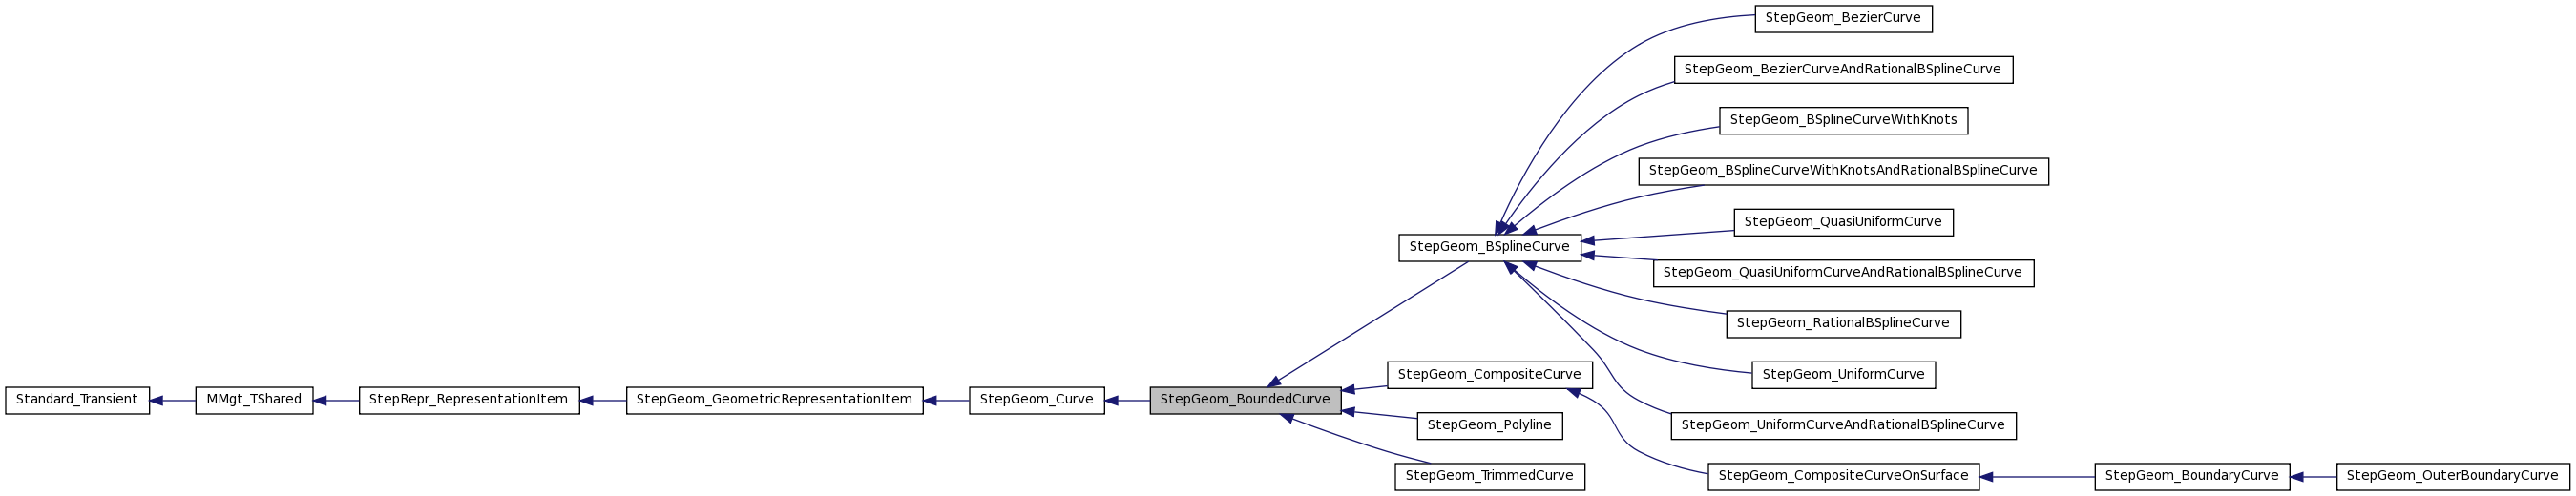 StepGeom_BezierCurve
StepGeom_BezierCurveAndRationalBSplineCurve
StepGeom_BSplineCurveWithKnots
StepGeom_BSplineCurveWithKnotsAndRationalBSplineCurve
StepGeom_QuasiUniformCurve
StepGeom_BSplineCurve
StepGeom_QuasiUniformCurveAndRationalBSplineCurve
StepGeom_RationalBSplineCurve
StepGeom_CompositeCurve
StepGeom_UniformCurve
Standard_Transient
MMgt_TShared
StepRepr_RepresentationItem
StepGeom_GeometricRepresentationItem
StepGeom_Curve
StepGeom_BoundedCurve
StepGeom_Polyline
StepGeom_UniformCurveAndRationalBSplineCurve
StepGeom_TrimmedCurve
StepGeom_CompositeCurveOnSurface
StepGeom_BoundaryCurve
StepGeom_OuterBoundaryCurve